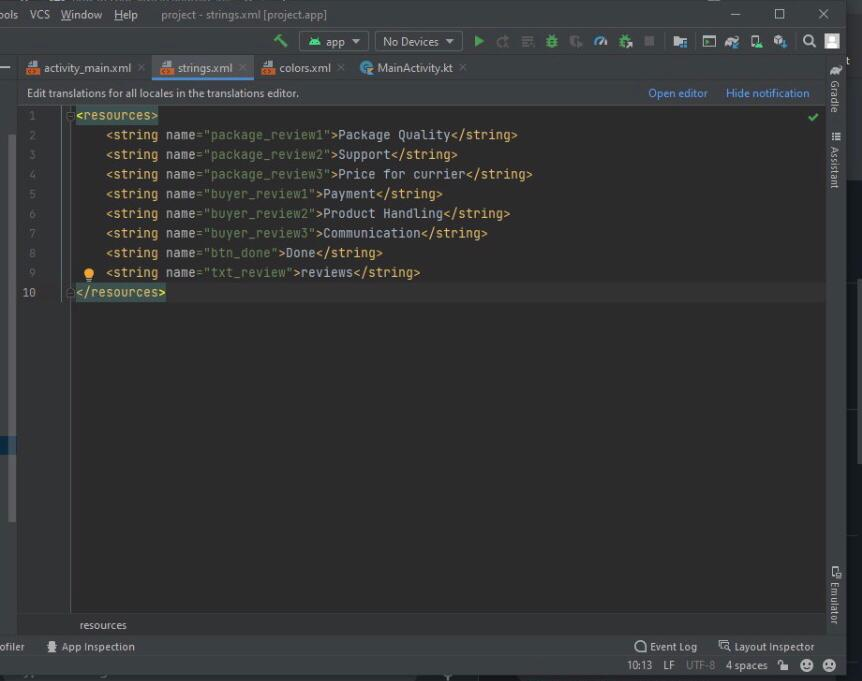 ools VCS Window Help project - strings.xml [project.app]
app No Devices
activity_main.xml strings.xml colors.xml MainActivity.kt
Edit translations for all locales in the translations editor. Open editor Hide notification
1 <resources>
2 <string name="package_review1">Package Quality</string>
3 <string name="package_review2">Support</string>
4 <string name="package_review3">Price for currier</string>
5 <string name="buyer_review1">Payment</string>
6 <string name="buyer_review2">Product Handling</string>
7 <string name="buyer_review3">Communication</string>
8 <string name="btn_done">Done</string>
9 <string name="txt_review">reviews</string>
10 </resources>
Gradle
Assistant
Emulator
resources
ofiler App Inspection Event Log Layout Inspector
10:13 LF UTF-8 4 spaces